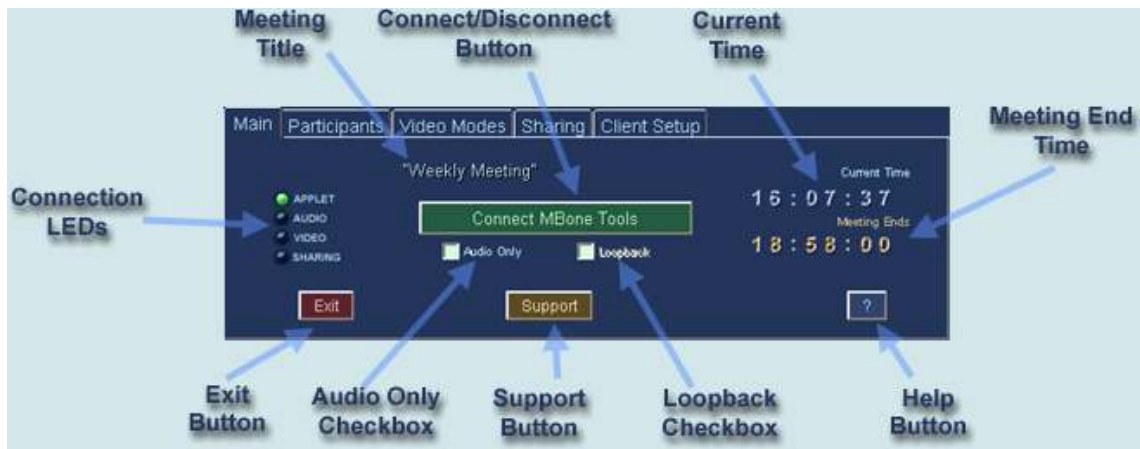 Meeting
Title
Connect/Disconnect
Button
Current
Time
Meeting End
Time
Connection
LEDs
Main Participants Video Modes Sharing Client Setup
"Weekly Meeting"
Current Time
16:07:37
Meeting Ends
18:58:00
APPLET
AUDIO
VIDEO
SHARING
Connect MBone Tools
Audio Only Loopback
Exit Support ?
Exit
Button
Audio Only
Checkbox
Support
Button
Loopback
Checkbox
Help
Button